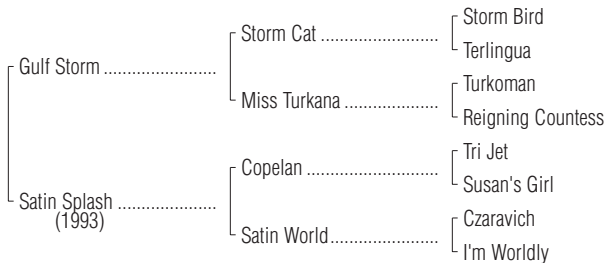 Storm Bird
Storm Cat ......................
Terlingua
Gulf Storm .....................
Turkoman
Miss Turkana .................
Reigning Countess
Tri Jet
Copelan .........................
Susan's Girl
Satin Splash ..................
(1993)
Czaravich
Satin World....................
I'm Worldly